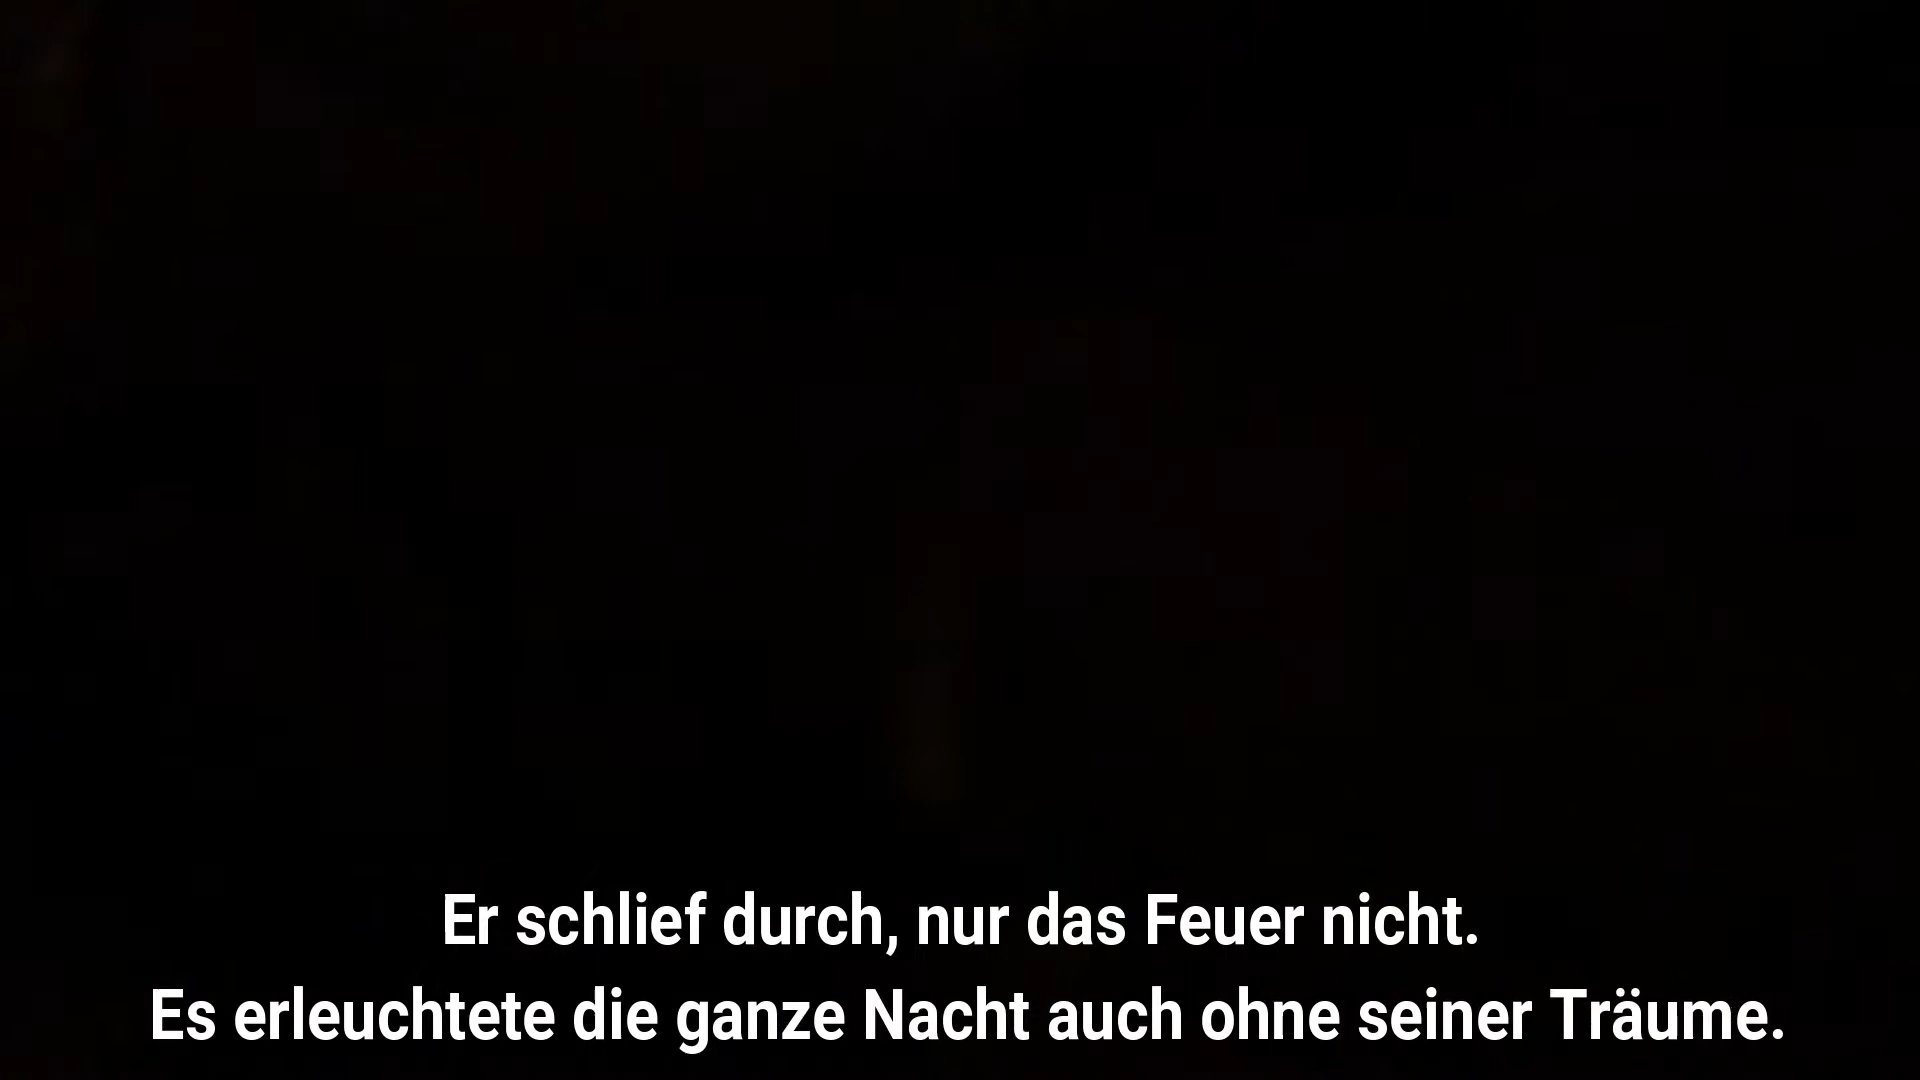 Er schlief durch, nur das Feuer nicht.
Es erleuchtete die ganze Nacht auch ohne seiner Träume.